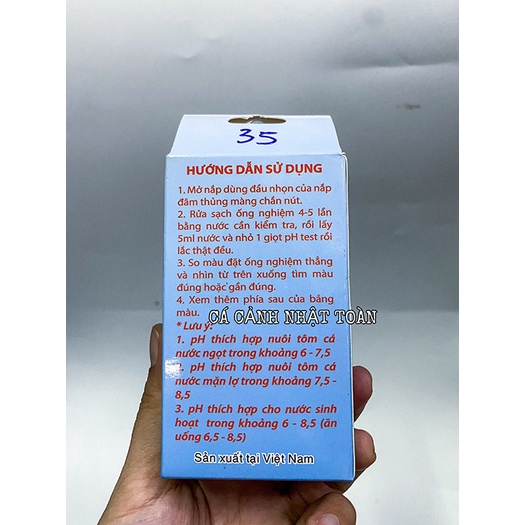 35
HƯỚNG DẪN SỬ DỤNG
1. Mở nắp dùng đầu nhọn của nắp
đâm thủng màng chắn nút.
2. Rửa sạch ống nghiệm 4-5 lần
bằng nước cần kiểm tra, rồi lấy
5ml nước và nhỏ 1 giọt pH test rồi
lắc thật đều.
3. So màu đặt ống nghiệm thẳng
và nhìn từ trên xuống tìm màu
đúng hoặc gần đúng.
4. Xem thêm phía sau của bảng
màu.
CÁ CẢNH NHẬT TOÀN
* Lưu ý:
1. pH thích hợp nuôi tôm cá
nước ngọt trong khoảng 6 - 7,5
2. pH thích hợp nuôi tôm cá
nước mặn lợ trong khoảng 7,5 -
8,5
3. pH thích hợp cho nước sinh
hoạt trong khoảng 6 - 8,5 (ăn
uống 6,5 - 8,5)
Sản xuất tại Việt Nam